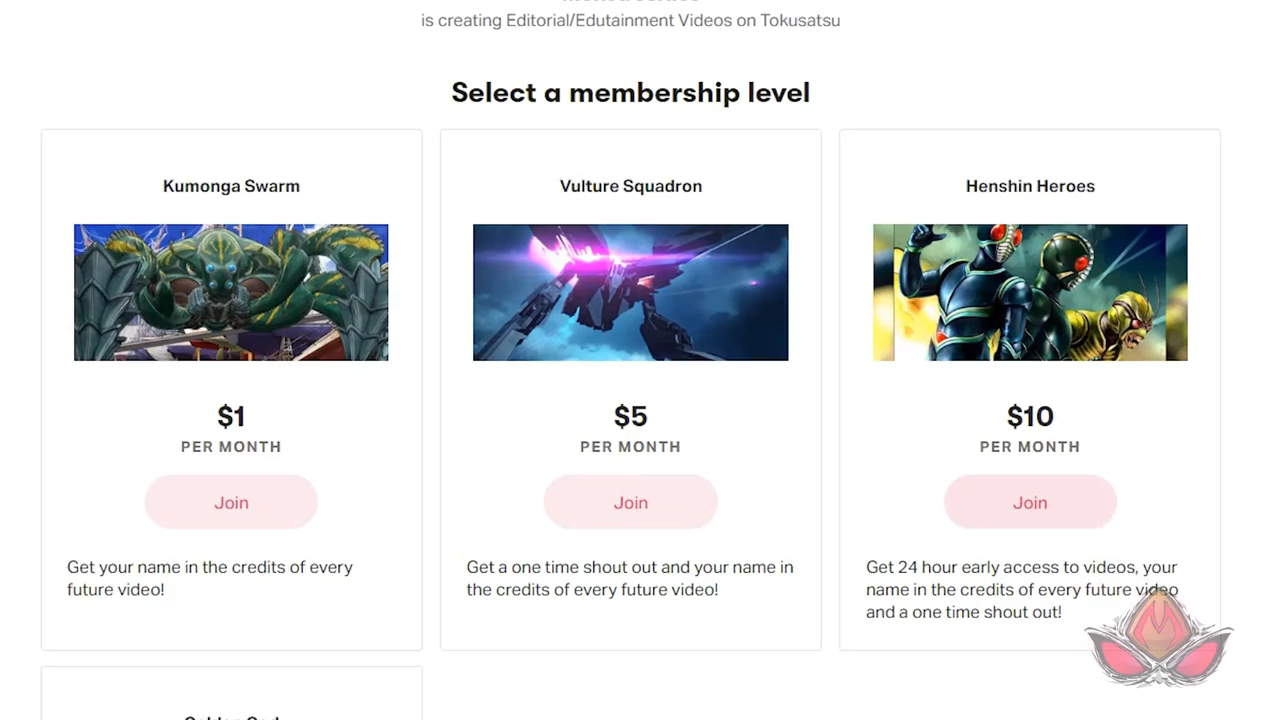 is creating Editorial/Edutainment Videos on Tokusatsu
Select a membership level
Kumonga Swarm
$1
PER MONTH
Join
Get your name in the credits of every
future video!
Vulture Squadron
$5
PER MONTH
Join
Get a one time shout out and your name in
the credits of every future video!
Henshin Heroes
$10
PER MONTH
Join
Get 24 hour early access to videos, your
name in the credits of every future video
and a one time shout out!